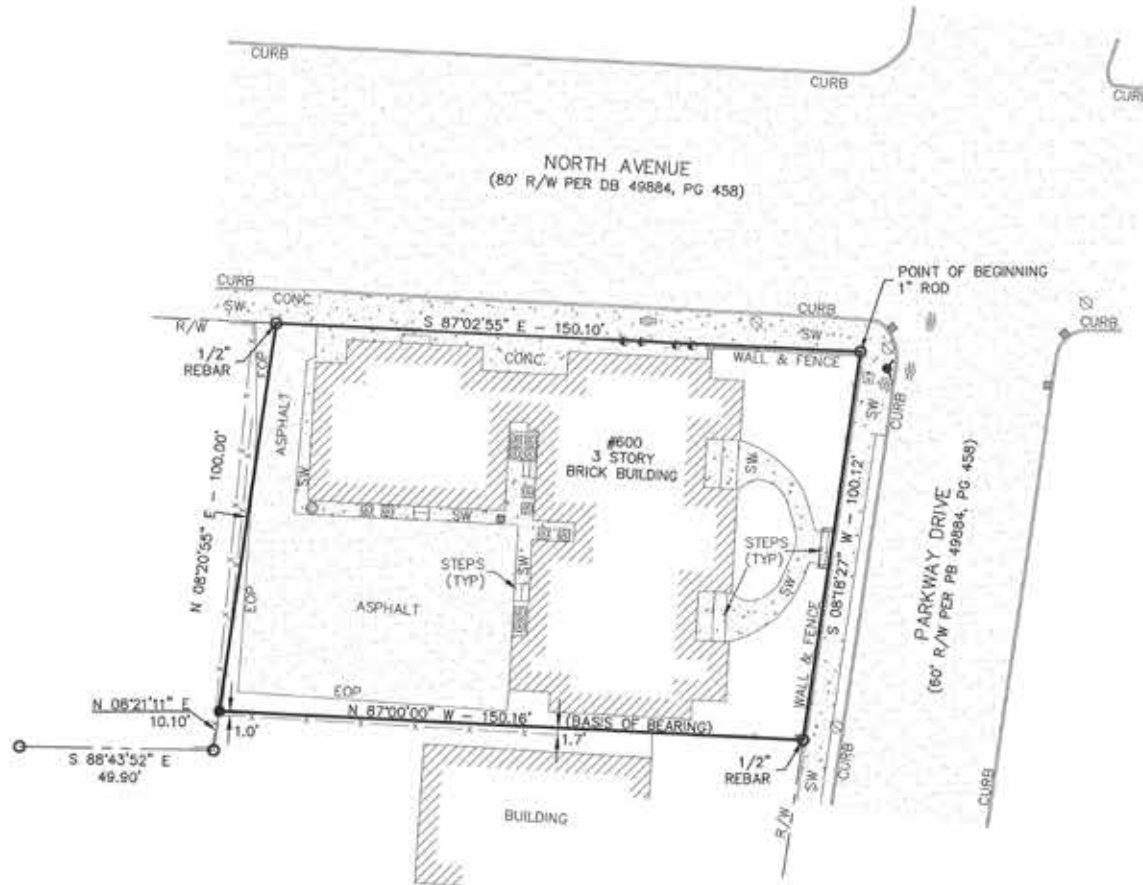 CURB
CURB
CURB
NORTH AVENUE
(80' R/W PER DB 49884, PG 458)
POINT OF BEGINNING
1" ROD
CURB
SW
CONC.
R/W
S 87°02'55" E - 150.10'
CURB
SW
CURB
1/2"
REBAR
EOP
CONC.
WALL & FENCE
ASPHALT
SW
CURB
#600
3 STORY
BRICK BUILDING
SW
N 08°20'55" E - 100.00'
SW
SW
STEPS
(TYP)
STEPS
(TYP)
SW
SW
S 08°18'27" W - 100.12'
PARKWAY DRIVE
(60' R/W PER PB 49884, PG 458)
EOP
ASPHALT
WALL & FENCE
EOP
N 08°21'11" E
10.10'
1.0'
N 87°00'00" W - 150.16'
(BASIS OF BEARING)
1.7'
S 88°43'52" E
49.90'
1/2"
REBAR
SW
CURB
CURB
R/W
BUILDING